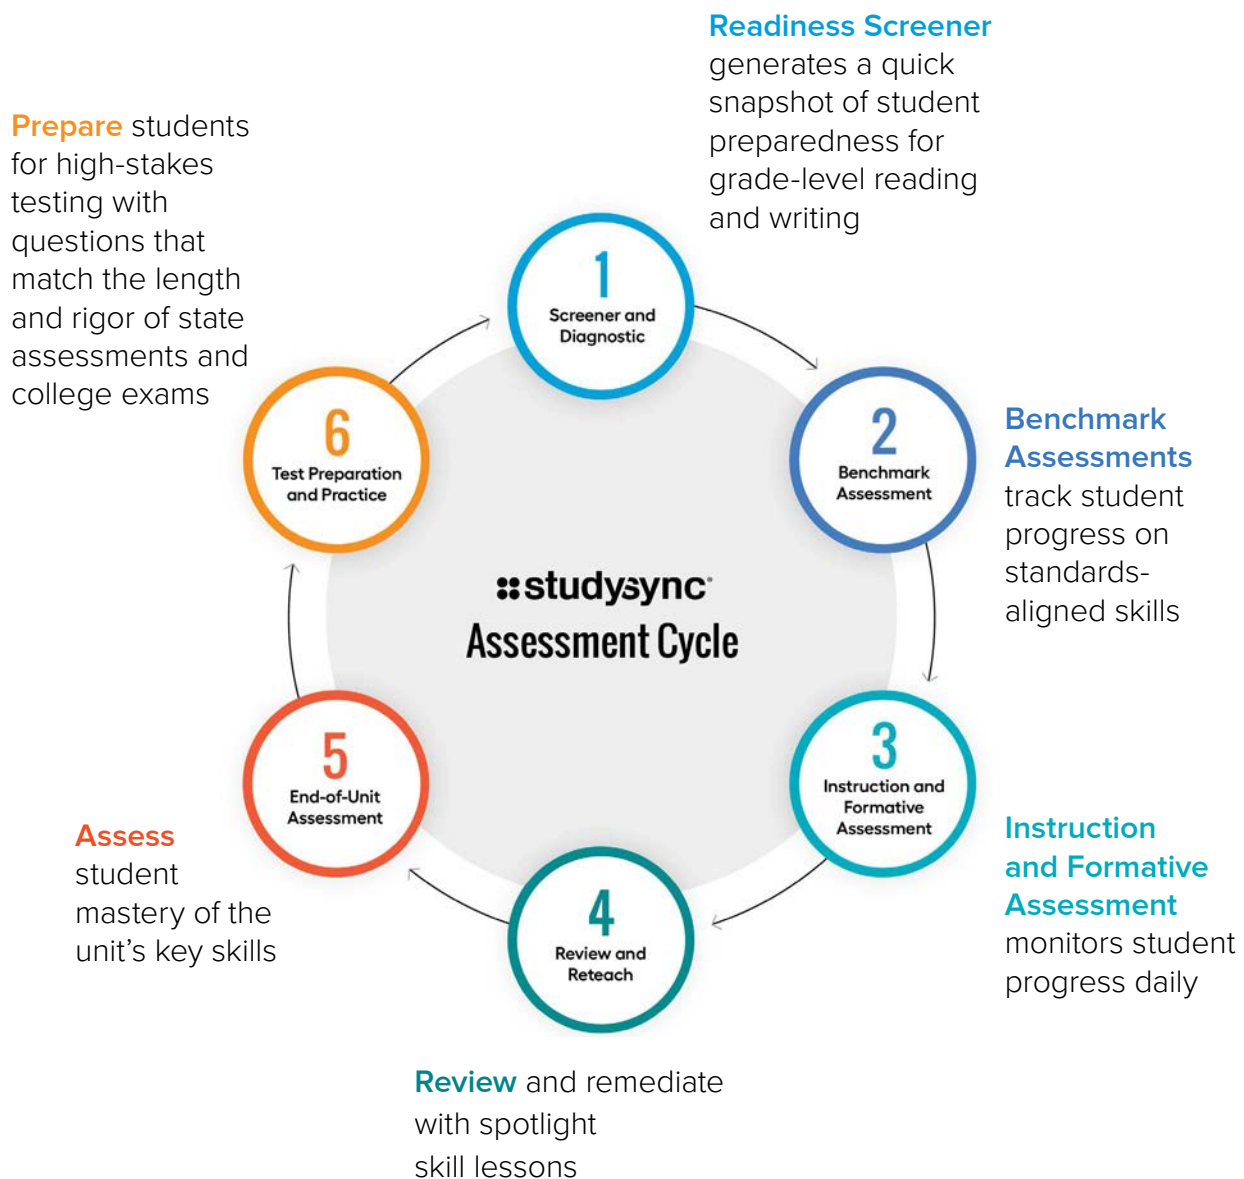 Readiness Screener
generates a quick
snapshot of student
preparedness for
grade-level reading
and writing
1
Screener and
Diagnostic
2
Benchmark
Assessment
Benchmark
Assessments
track student
progress on
standards-
aligned skills
3
Instruction and
Formative
Assessment
Instruction
and Formative
Assessment
monitors student
progress daily
4
Review and
Reteach
Review and remediate
with spotlight
skill lessons
5
End-of-Unit
Assessment
Assess
student
mastery of the
unit’s key skills
6
Test Preparation
and Practice
Prepare students
for high-stakes
testing with
questions that
match the length
and rigor of state
assessments and
college exams
studysync
Assessment Cycle